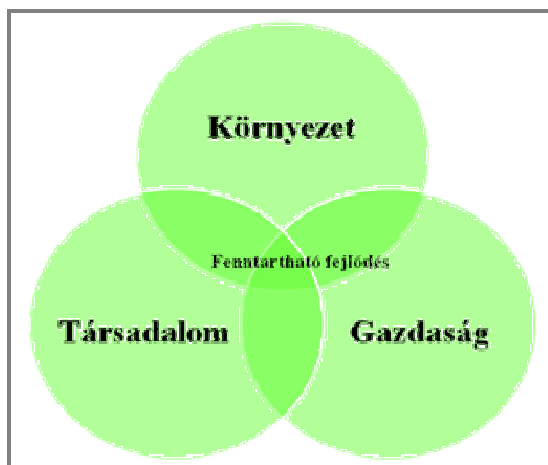 Környezet
Fenntartható fejlődés
Társadalom
Gazdaság